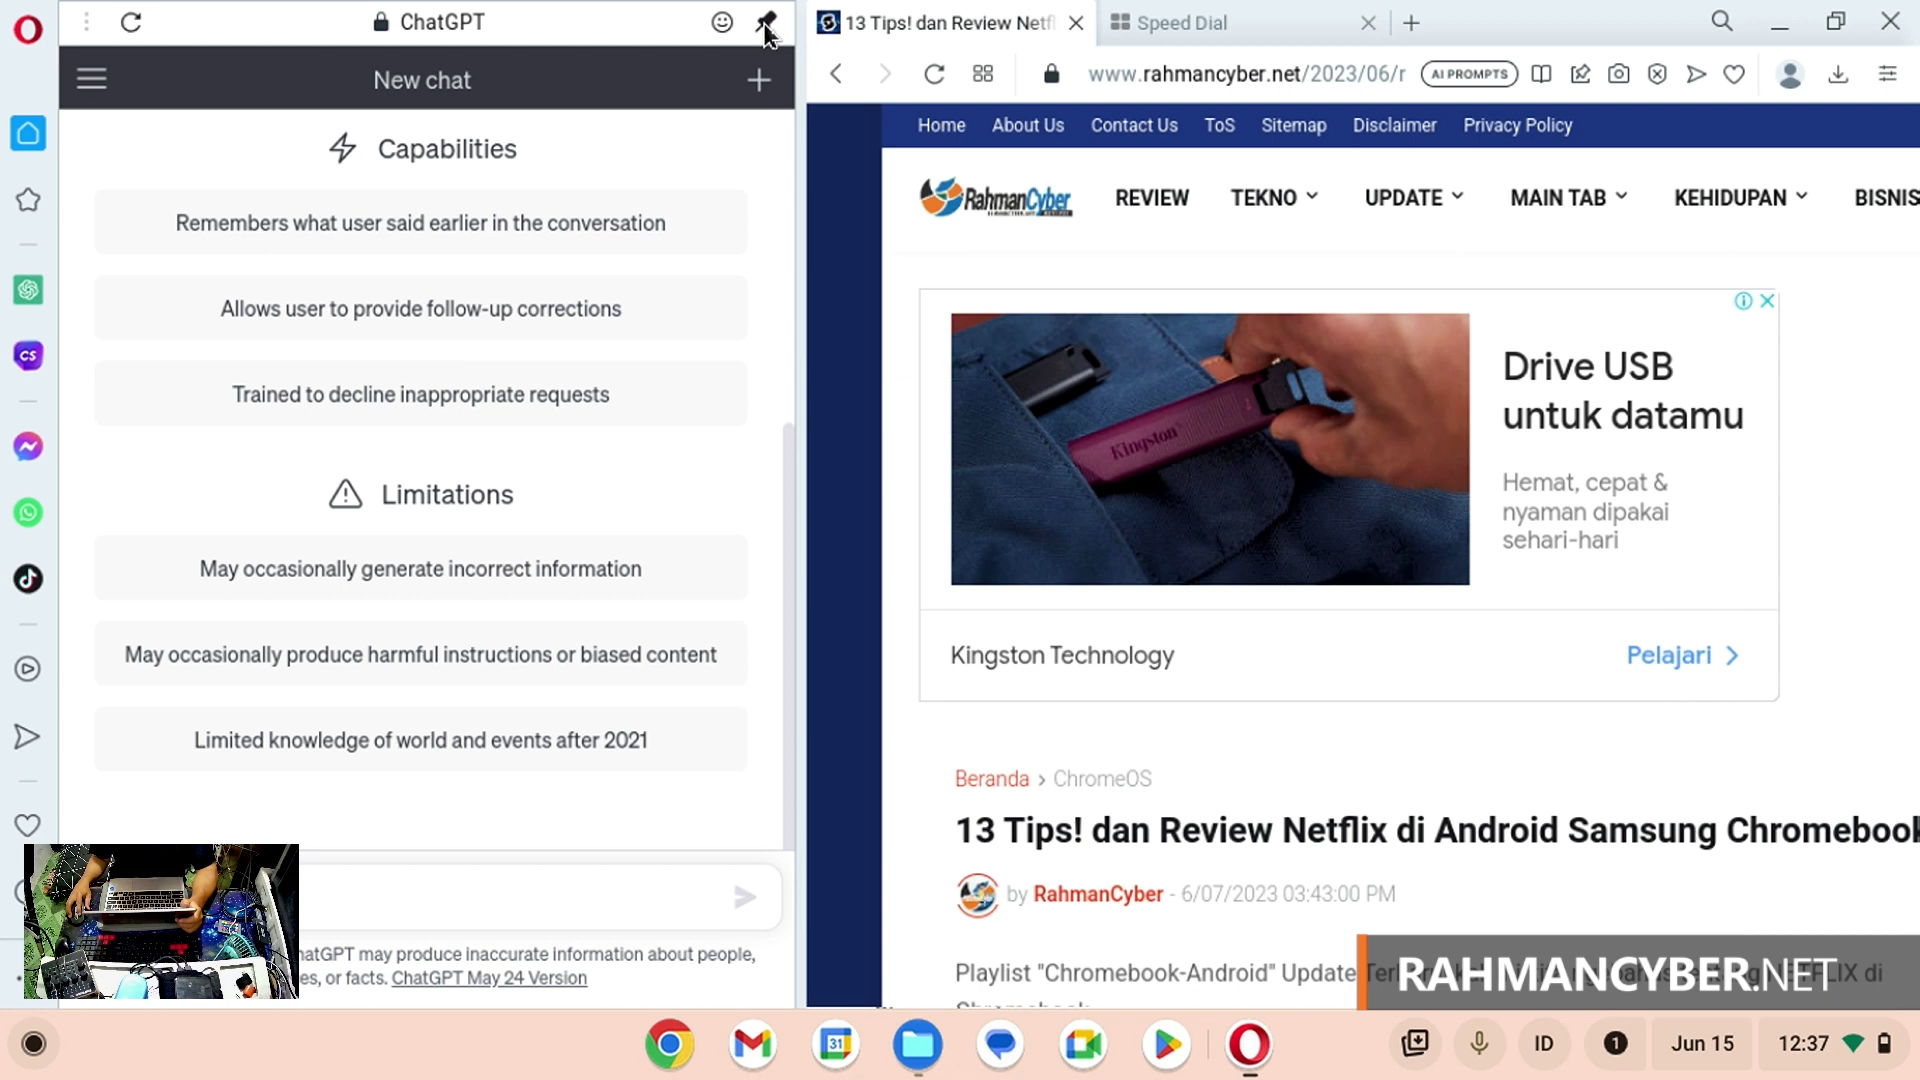 ChatGPT
New chat
Capabilities
Remembers what user said earlier in the conversation
Allows user to provide follow-up corrections
Trained to decline inappropriate requests
Limitations
May occasionally generate incorrect information
May occasionally produce harmful instructions or biased content
Limited knowledge of world and events after 2021
hatGPT may produce inaccurate information about people,
es, or facts. ChatGPT May 24 Version
CS
13 Tips! dan Review Netfl
Speed Dial
www.rahmancyber.net/2023/06/r
AI PROMPTS
Home About Us Contact Us ToS Sitemap Disclaimer Privacy Policy
RahmanCyber
REVIEW TEKNO UPDATE MAIN TAB KEHIDUPAN BISNIS
Kingston
Drive USB
untuk datamu
Hemat, cepat &
nyaman dipakai
sehari-hari
Kingston Technology
Pelajari
Beranda › ChromeOS
13 Tips! dan Review Netflix di Android Samsung Chromebook
by RahmanCyber - 6/07/2023 03:43:00 PM
Playlist "Chromebook-Android" Update
RAHMANCYBER.NET
31
ID
1
Jun 15
12:37